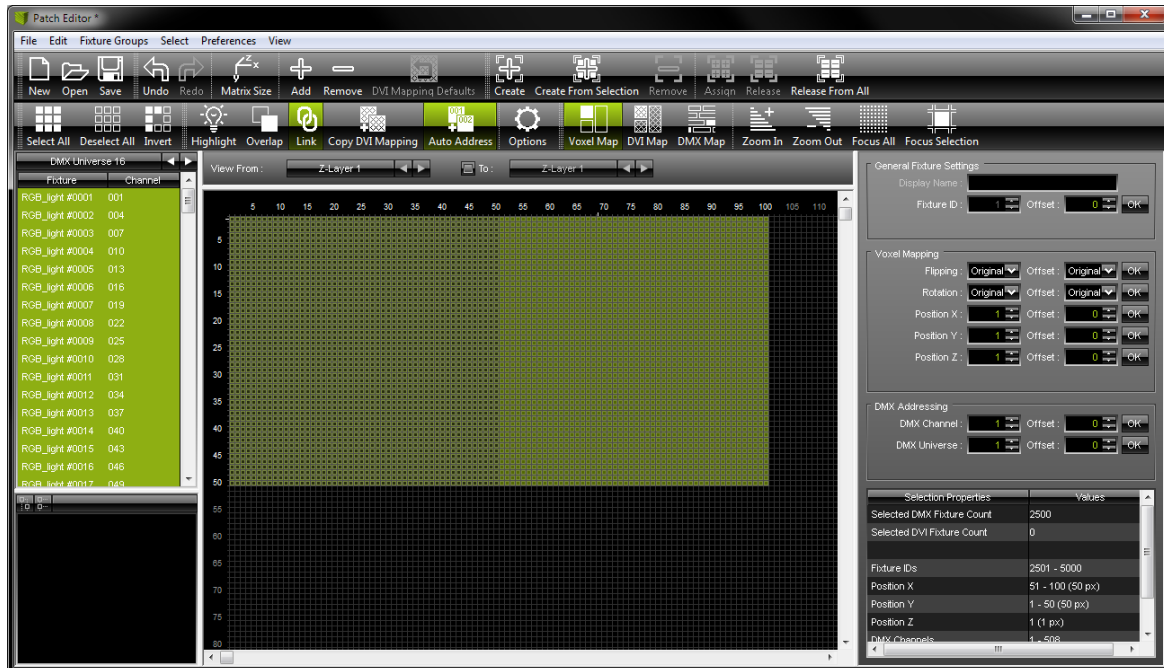 Patch Editor *
File Edit Fixture Groups Select Preferences View
New Open Save Undo Redo Matrix Size Add Remove DVI Mapping Defaults Create Create From Selection Remove Assign Release Release From All
Select All Deselect All Invert Highlight Overlap Link Copy DVI Mapping Auto Address Options Voxel Map DVI Map DMX Map Zoom In Zoom Out Focus All Focus Selection
DMX Universe 16
Fixture Channel
RGB_light #0001 001
RGB_light #0002 004
RGB_light #0003 007
RGB_light #0004 010
RGB_light #0005 013
RGB_light #0006 016
RGB_light #0007 019
RGB_light #0008 022
RGB_light #0009 025
RGB_light #0010 028
RGB_light #0011 031
RGB_light #0012 034
RGB_light #0013 037
RGB_light #0014 040
RGB_light #0015 043
RGB_light #0016 046
RGB_light #0017 049
View From : Z-Layer 1 To : Z-Layer 1
5 10 15 20 25 30 35 40 45 50 55 60 65 70 75 80 85 90 95 100 105 110
5
10
15
20
25
30
35
40
45
50
55
60
65
70
75
80
General Fixture Settings
Display Name :
Fixture ID : 1 Offset : 0 OK
Voxel Mapping
Flipping : Original Offset : Original OK
Rotation : Original Offset : Original OK
Position X : 1 Offset : 0 OK
Position Y : 1 Offset : 0 OK
Position Z : 1 Offset : 0 OK
DMX Addressing
DMX Channel : 1 Offset : 0 OK
DMX Universe : 1 Offset : 0 OK
Selection Properties Values
Selected DMX Fixture Count 2500
Selected DVI Fixture Count 0
Fixture IDs 2501 - 5000
Position X 51 - 100 (50 px)
Position Y 1 - 50 (50 px)
Position Z 1 (1 px)
DMX Channels 1 - 508